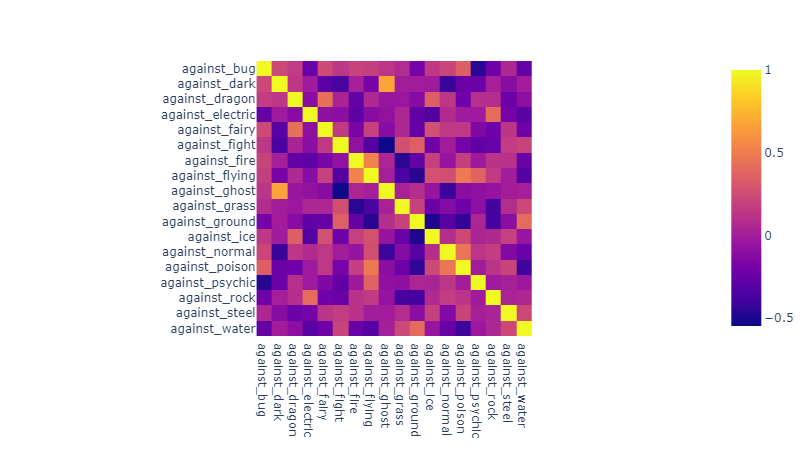 against_bug
against_dark
against_dragon
against_electric
against_fairy
against_fight
against_fire
against_flying
against_ghost
against_grass
against_ground
against_ice
against_normal
against_poison
against_psychic
against_rock
against_steel
against_water
against_bug
against_dark
against_dragon
against_electric
against_fairy
against_fight
against_fire
against_flying
against_ghost
against_grass
against_ground
against_ice
against_normal
against_poison
against_psychic
against_rock
against_steel
against_water
1
0.5
0
−0.5